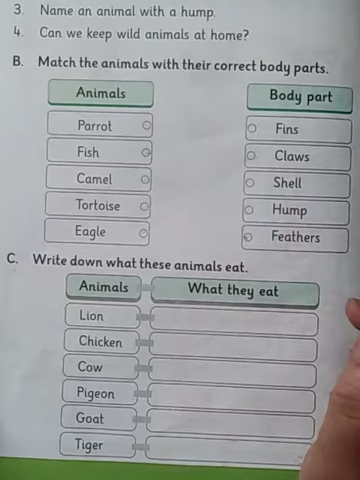 3. Name an animal with a hump.
4. Can we keep wild animals at home?
B. Match the animals with their correct body parts.
Animals Body part
Parrot Fins
Fish Claws
Camel Shell
Tortoise Hump
Eagle Feathers
C. Write down what these animals eat.
Animals What they eat
Lion
Chicken
Cow
Pigeon
Goat
Tiger